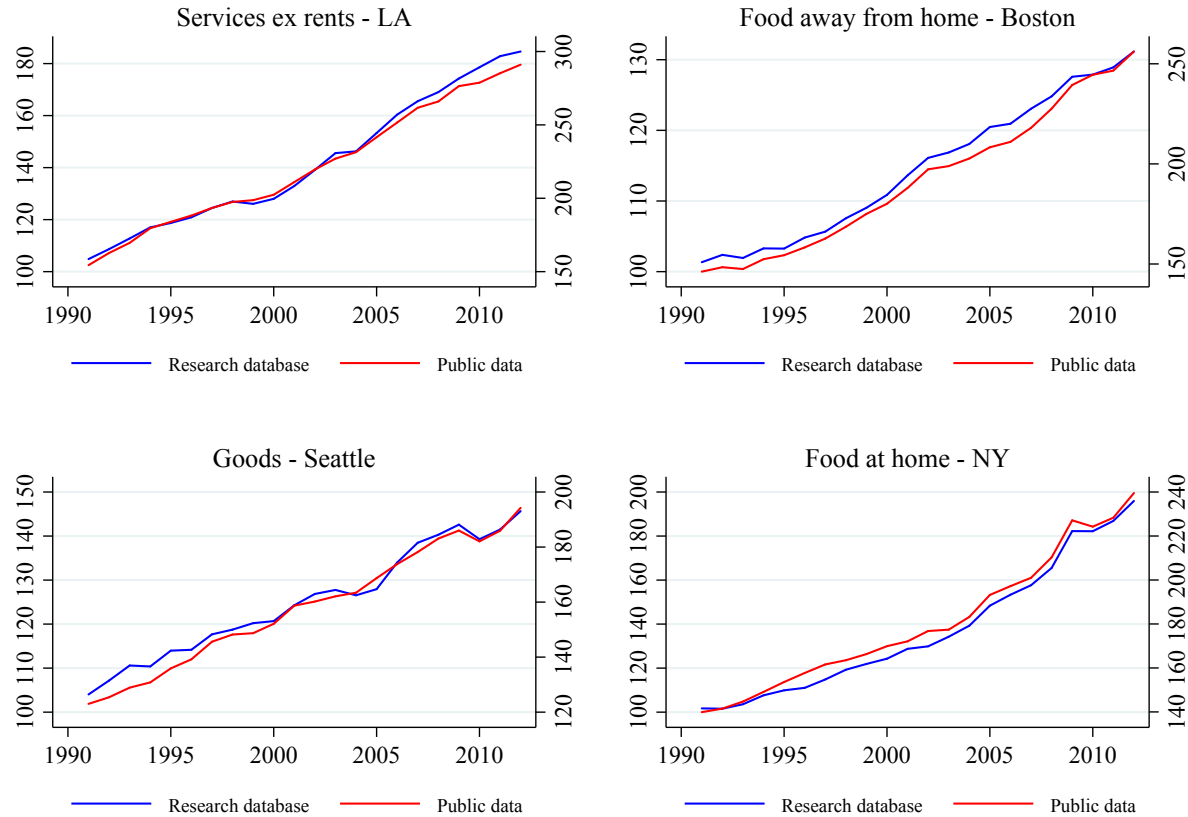 Services ex rents - LA
100 120 140 160 180
150 200 250 300
1990 1995 2000 2005 2010
Research database Public data
Food away from home - Boston
100 110 120 130
150 200 250
1990 1995 2000 2005 2010
Research database Public data
Goods - Seattle
100 110 120 130 140 150
120 140 160 180 200
1990 1995 2000 2005 2010
Research database Public data
Food at home - NY
100 120 140 160 180 200
140 160 180 200 220 240
1990 1995 2000 2005 2010
Research database Public data